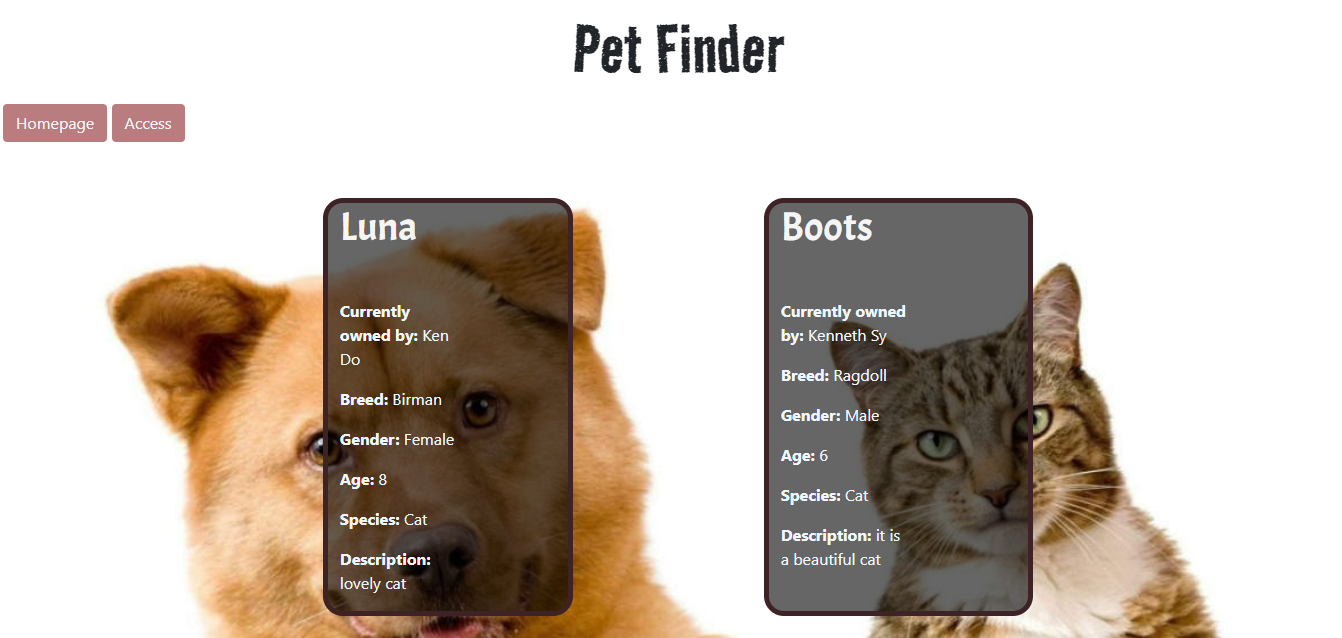 Pet Finder
Homepage
Access
Luna
Currently
owned by: Ken
Do
Breed: Birman
Gender: Female
Age: 8
Species: Cat
Description:
lovely cat
Boots
Currently owned
by: Kenneth Sy
Breed: Ragdoll
Gender: Male
Age: 6
Species: Cat
Description: it is
a beautiful cat